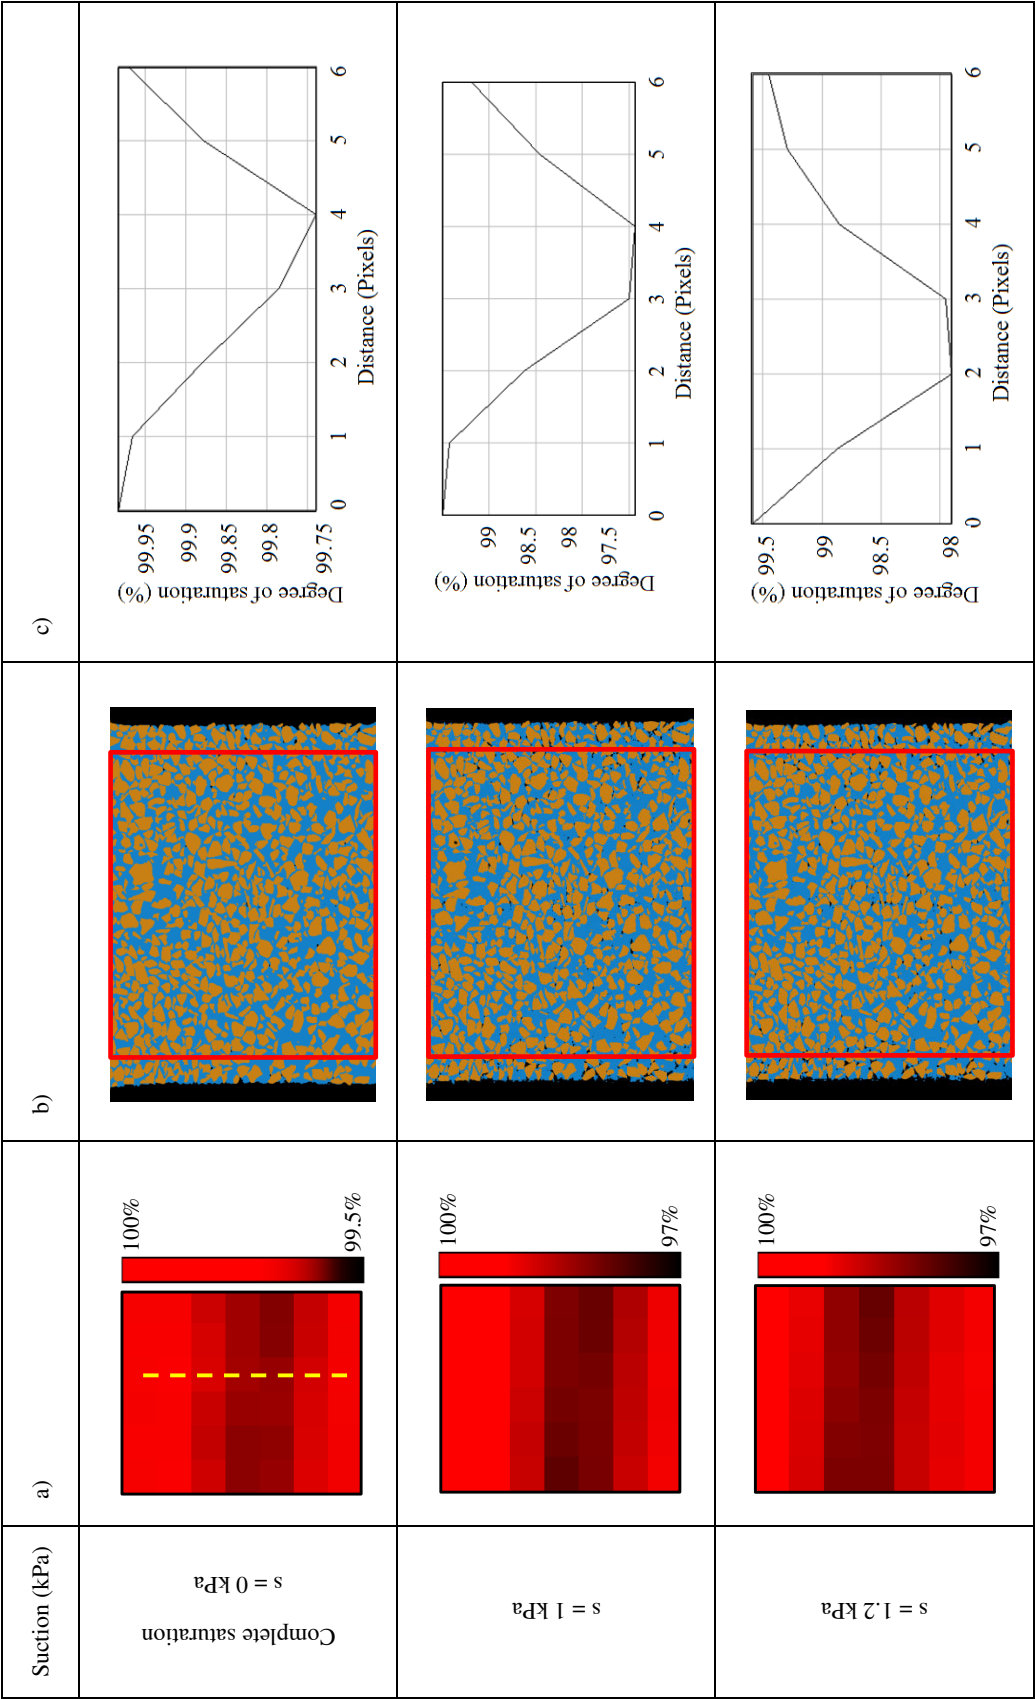 Suction (kPa)
a)
b)
c)
Complete saturation
s = 0 kPa
100%
99.5%
Degree of saturation (%)
99.95
99.9
99.85
99.8
99.75
0 1 2 3 4 5 6
Distance (Pixels)
s = 1 kPa
100%
97%
Degree of saturation (%)
99
98.5
98
97.5
0 1 2 3 4 5 6
Distance (Pixels)
s = 1.2 kPa
100%
97%
Degree of saturation (%)
99.5
99
98.5
98
0 1 2 3 4 5 6
Distance (Pixels)